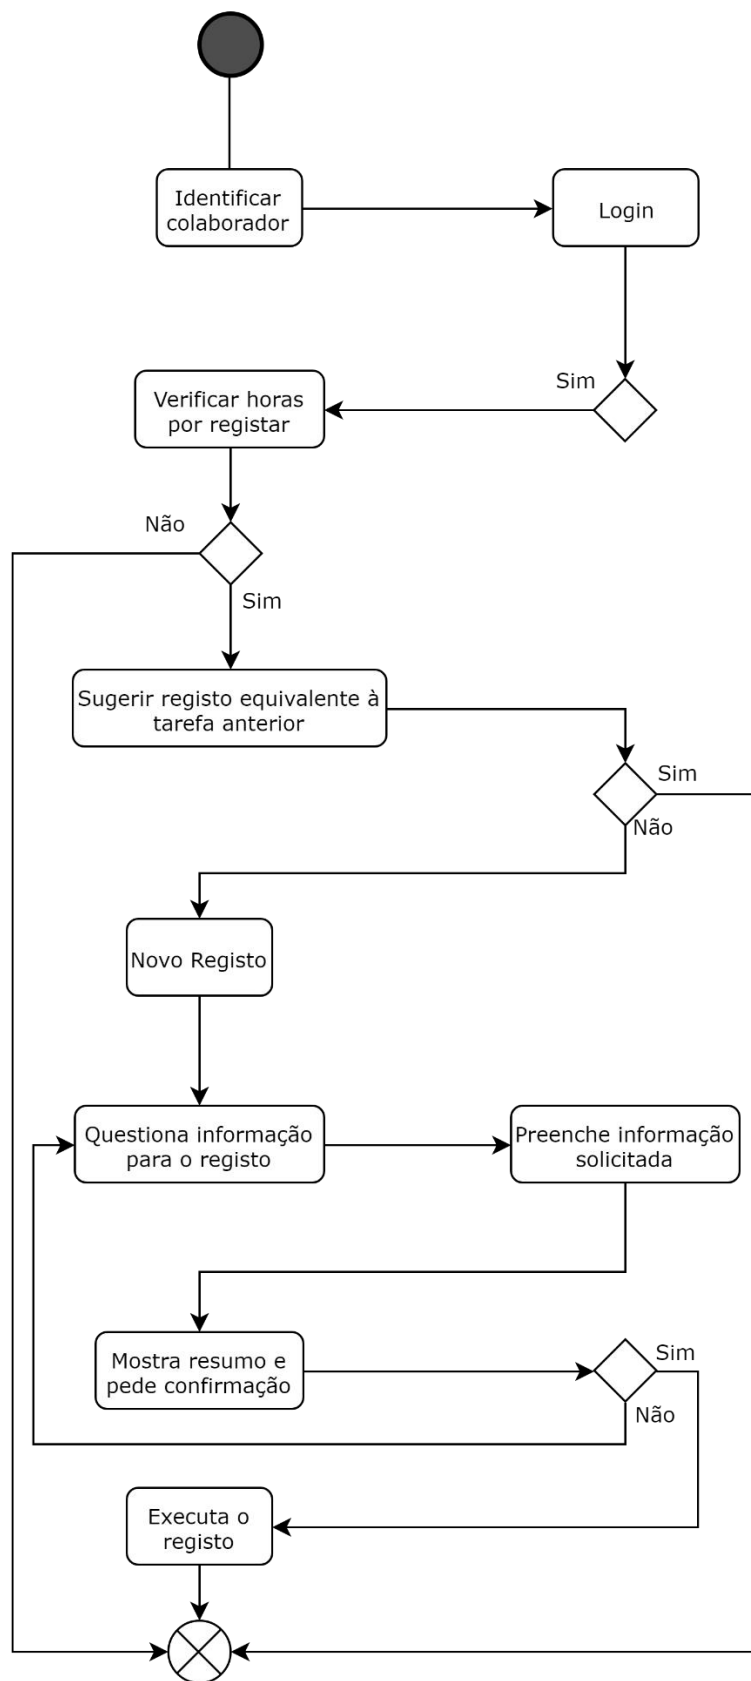 Identificar
colaborador
Login
Sim
Verificar horas
por registar
Não
Sim
Sugerir registo equivalente à
tarefa anterior
Sim
Não
Novo Registo
Questiona informação
para o registo
Preenche informação
solicitada
Mostra resumo e
pede confirmação
Sim
Não
Executa o
registo